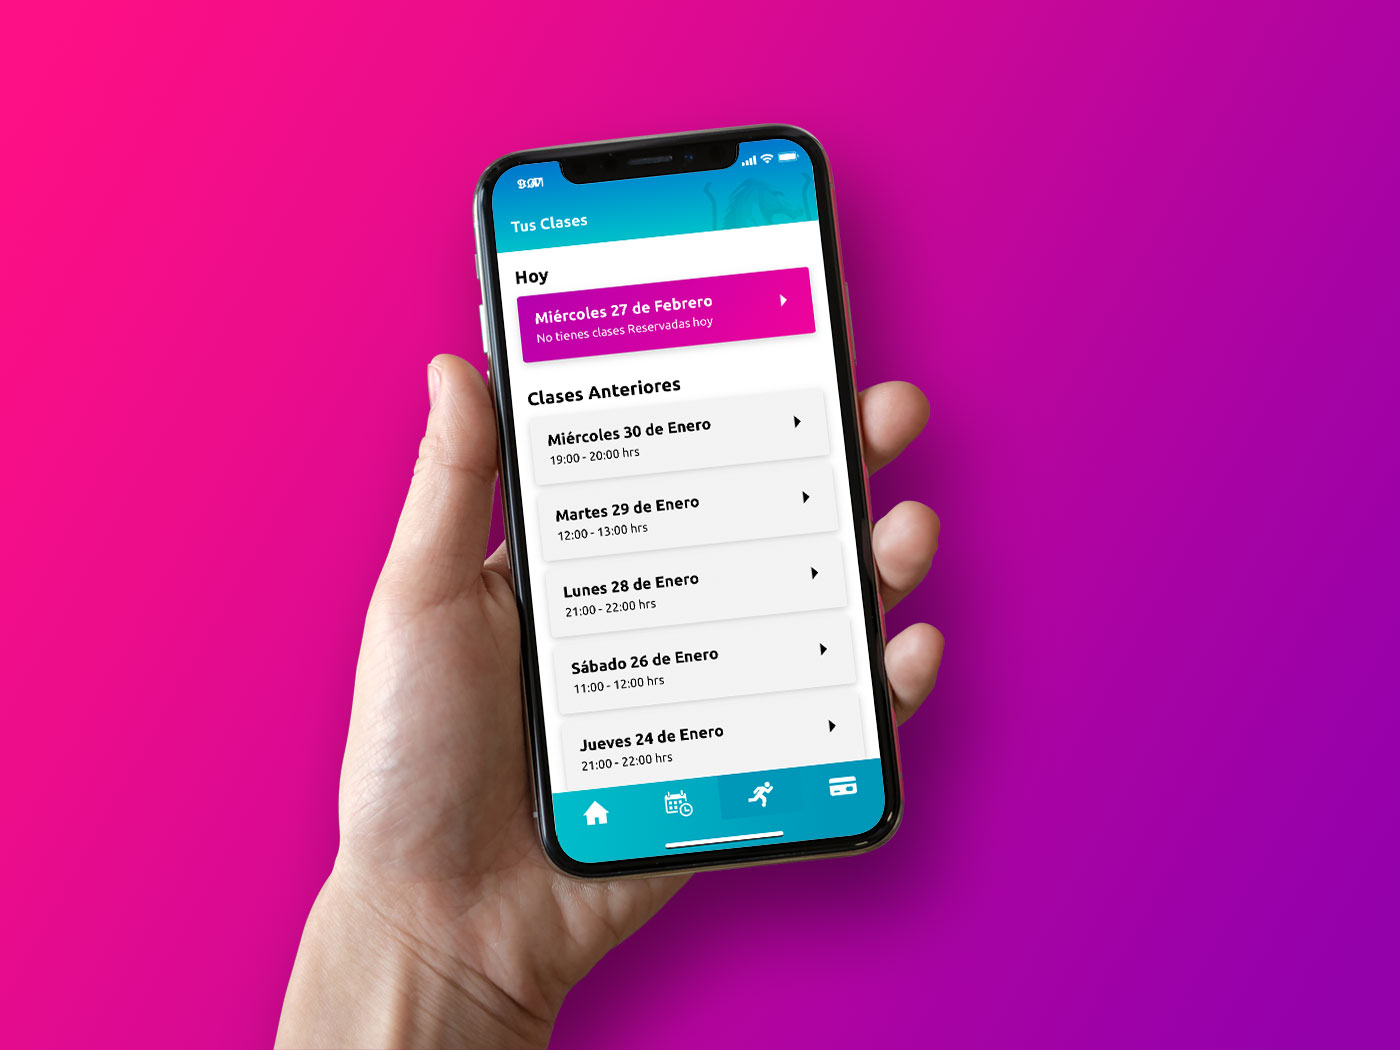 Tus Clases
Hoy
Miércoles 27 de Febrero
No tienes clases Reservadas hoy
Clases Anteriores
Miércoles 30 de Enero
19:00 - 20:00 hrs
Martes 29 de Enero
12:00 - 13:00 hrs
Lunes 28 de Enero
21:00 - 22:00 hrs
Sábado 26 de Enero
11:00 - 12:00 hrs
Jueves 24 de Enero
21:00 - 22:00 hrs